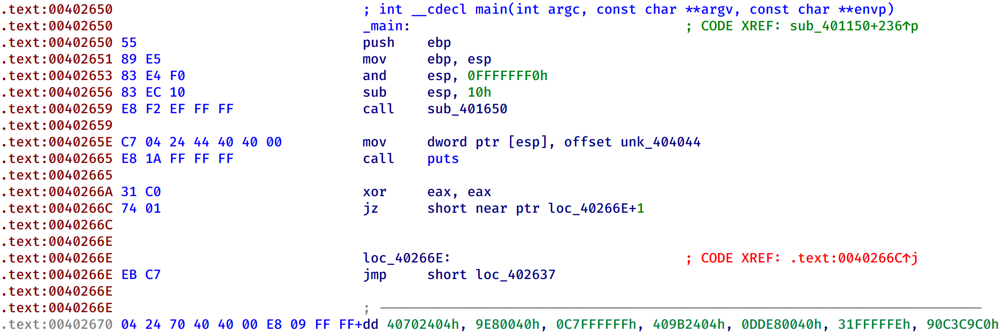 .text:00402650 ; int __cdecl main(int argc, const char **argv, const char **envp)
.text:00402650 _main: ; CODE XREF: sub_401150+236↑p
.text:00402650 55 push ebp
.text:00402651 89 E5 mov ebp, esp
.text:00402653 83 E4 F0 and esp, 0FFFFFFF0h
.text:00402656 83 EC 10 sub esp, 10h
.text:00402659 E8 F2 EF FF FF call sub_401650
.text:00402659
.text:0040265E C7 04 24 44 40 40 00 mov dword ptr [esp], offset unk_404044
.text:00402665 E8 1A FF FF FF call puts
.text:00402665
.text:0040266A 31 C0 xor eax, eax
.text:0040266C 74 01 jz short near ptr loc_40266E+1
.text:0040266C
.text:0040266E
.text:0040266E loc_40266E: ; CODE XREF: .text:0040266C↑j
.text:0040266E EB C7 jmp short loc_402637
.text:0040266E
.text:0040266E ;
.text:00402670 04 24 70 40 40 00 E8 09 FF FF+dd 40702404h, 9E80040h, 0C7FFFFFFh, 409B2404h, 0DDE80040h, 31FFFFFEh, 90C3C9C0h